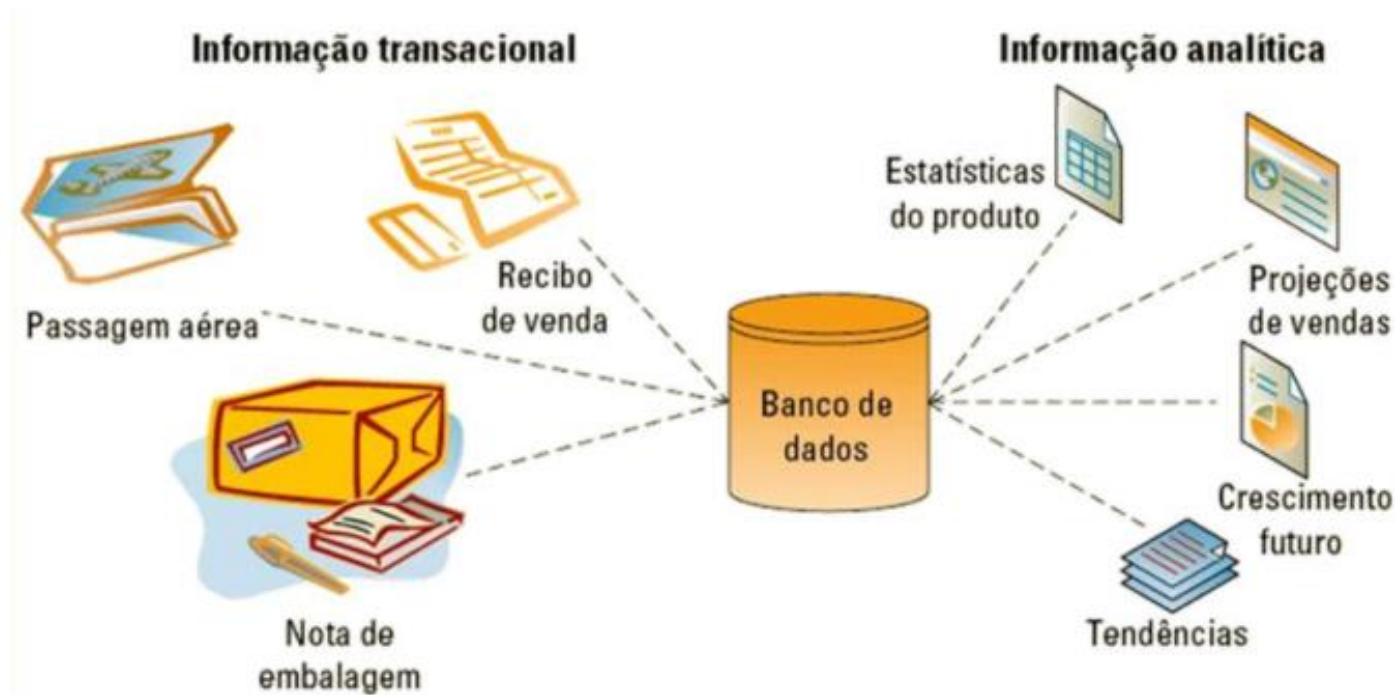 Informação transacional
Passagem aérea
Recibo
de venda
Nota de
embalagem
Banco de
dados
Informação analítica
Estatísticas
do produto
Projeções
de vendas
Crescimento
futuro
Tendências